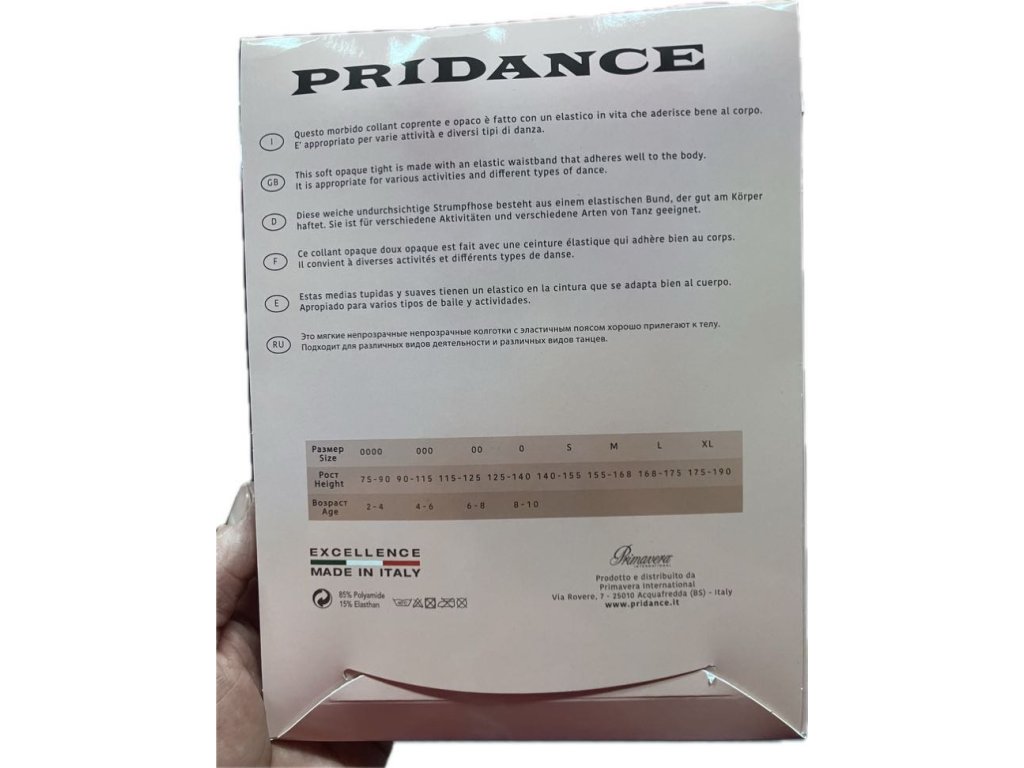 PRIDANCE
I
Questo morbido collant coprente e opaco è fatto con un elastico in vita che aderisce bene al corpo.
E' appropriato per varie attività e diversi tipi di danza.
GB
This soft opaque tight is made with an elastic waistband that adheres well to the body.
It is appropriate for various activities and different types of dance.
D
Diese weiche undurchsichtige Strumpfhose besteht aus einem elastischen Bund, der gut am Körper
haftet. Sie ist für verschiedene Aktivitäten und verschiedene Arten von Tanz geeignet.
F
Ce collant opaque doux opaque est fait avec une ceinture élastique qui adhère bien au corps.
Il convient à diverses activités et différents types de danse.
E
Estas medias tupidas y suaves tienen un elastico en la cintura que se adapta bien al cuerpo.
Apropiado para varios tipos de baile y actividades.
RU
Это мягкие непрозрачные непрозрачные колготки с эластичным поясом хорошо прилегают к телу.
Подходит для различных видов деятельности и различных видов танцев.
Размер 0000 000 00 0 S M L XL
Size
Рост 75-90 90-115 115-125 125-140 140-155 155-168 168-175 175-190
Height
Возраст 2-4 4-6 6-8 8-10
Age
EXCELLENCE
MADE IN ITALY
85% Polyamide
15% Elasthan
Primavera
INTERNATIONAL
Prodotto e distribuito da
Primavera International
Via Rovere, 7 - 25010 Acquafredda (BS) - Italy
www.pridance.it